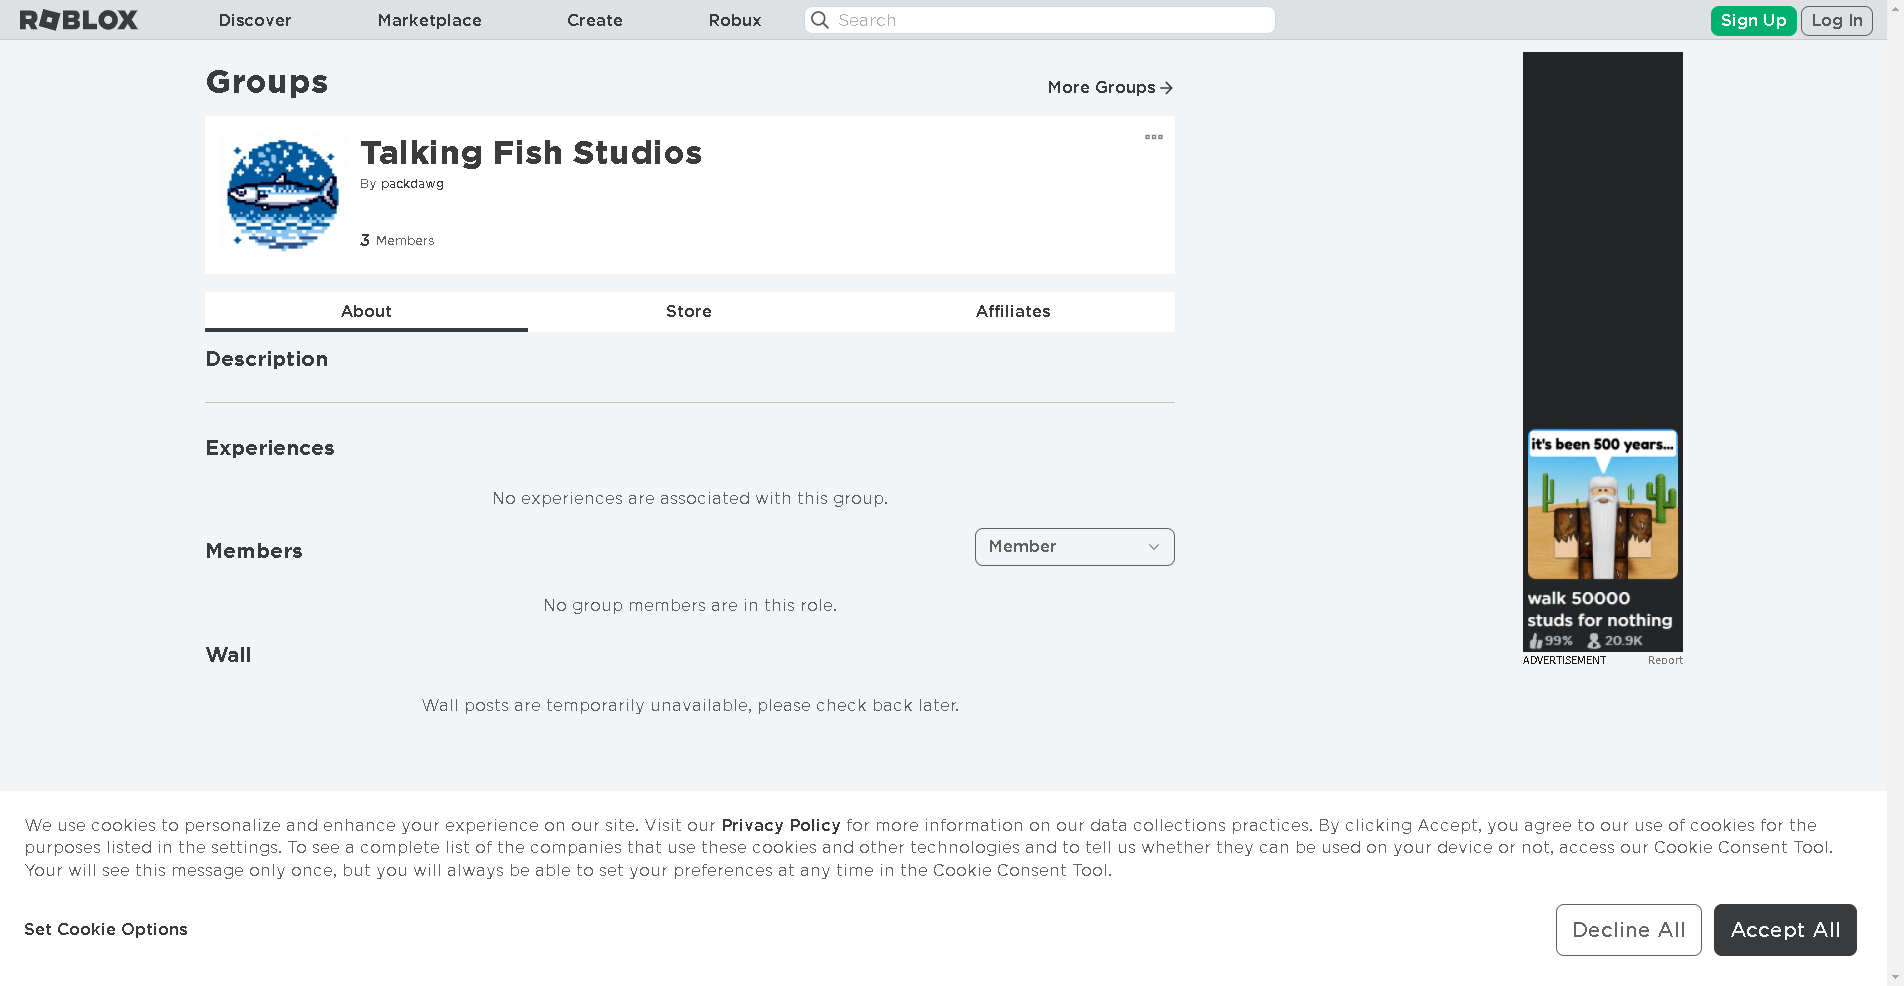 ROBLOX Discover Marketplace Create Robux Search Sign Up Log In
Groups
More Groups
Talking Fish Studios
By packdawg
3 Members
About Store Affiliates
Description
Experiences
No experiences are associated with this group.
Members
Member
No group members are in this role.
Wall
Wall posts are temporarily unavailable, please check back later.
it's been 500 years...
walk 50000
studs for nothing
99% 20.9K
ADVERTISEMENT Report
We use cookies to personalize and enhance your experience on our site. Visit our Privacy Policy for more information on our data collections practices. By clicking Accept, you agree to our use of cookies for the
purposes listed in the settings. To see a complete list of the companies that use these cookies and other technologies and to tell us whether they can be used on your device or not, access our Cookie Consent Tool.
Your will see this message only once, but you will always be able to set your preferences at any time in the Cookie Consent Tool.
Set Cookie Options
Decline All
Accept All